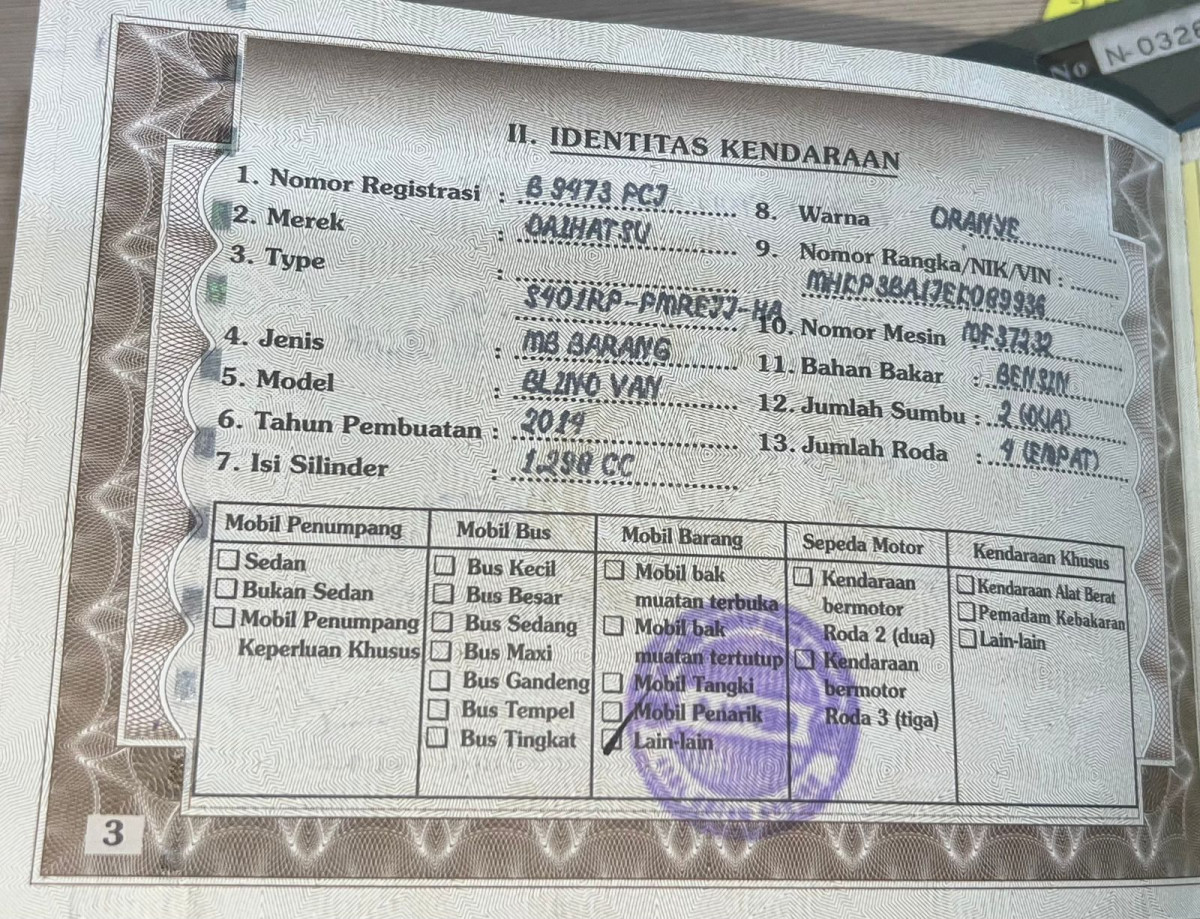 No N-0326
II. IDENTITAS KENDARAAN
1. Nomor Registrasi : B 9473 PCJ
2. Merek : DAIHATSU
3. Type :
S401RP-PMREJJ-HA
4. Jenis : MB BARANG
5. Model : BLIND VAN
6. Tahun Pembuatan : 2014
7. Isi Silinder : 1.298 CC
8. Warna ORANYE
9. Nomor Rangka/NIK/VIN :
MHKP3BA1JEK089936
10. Nomor Mesin MF37232
11. Bahan Bakar : BENSIN
12. Jumlah Sumbu : 2 (DUA)
13. Jumlah Roda : 4 (EMPAT)
Mobil Penumpang
Sedan
Bukan Sedan
Mobil Penumpang
Keperluan Khusus
Mobil Bus
Bus Kecil
Bus Besar
Bus Sedang
Bus Maxi
Bus Gandeng
Bus Tempel
Bus Tingkat
Mobil Barang
Mobil bak
muatan terbuka
Mobil bak
muatan tertutup
Mobil Tangki
Mobil Penarik
Lain-lain
Sepeda Motor
Kendaraan
bermotor
Roda 2 (dua)
Kendaraan
bermotor
Roda 3 (tiga)
Kendaraan Khusus
Kendaraan Alat Berat
Pemadam Kebakaran
Lain-lain
3